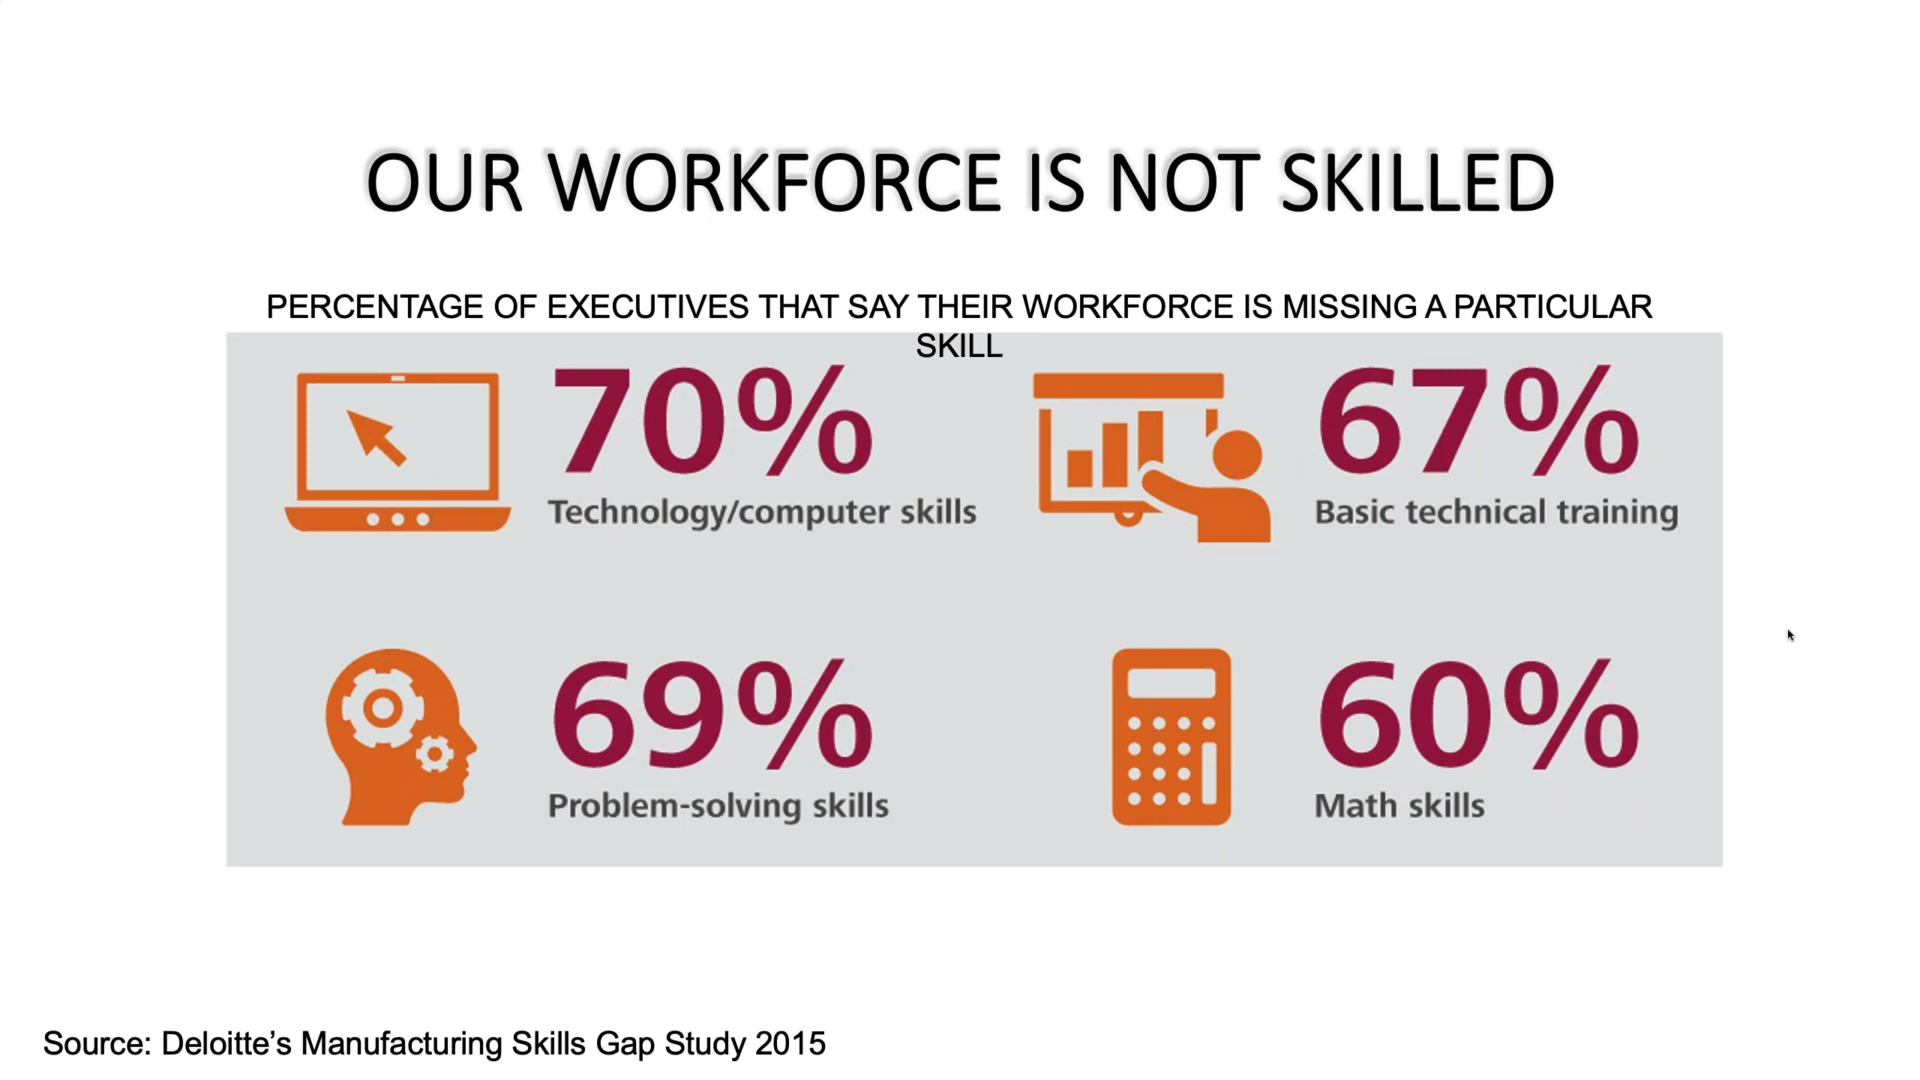 OUR WORKFORCE IS NOT SKILLED
PERCENTAGE OF EXECUTIVES THAT SAY THEIR WORKFORCE IS MISSING A PARTICULAR
SKILL
70%
Technology/computer skills
67%
Basic technical training
69%
Problem-solving skills
60%
Math skills
Source: Deloitte’s Manufacturing Skills Gap Study 2015